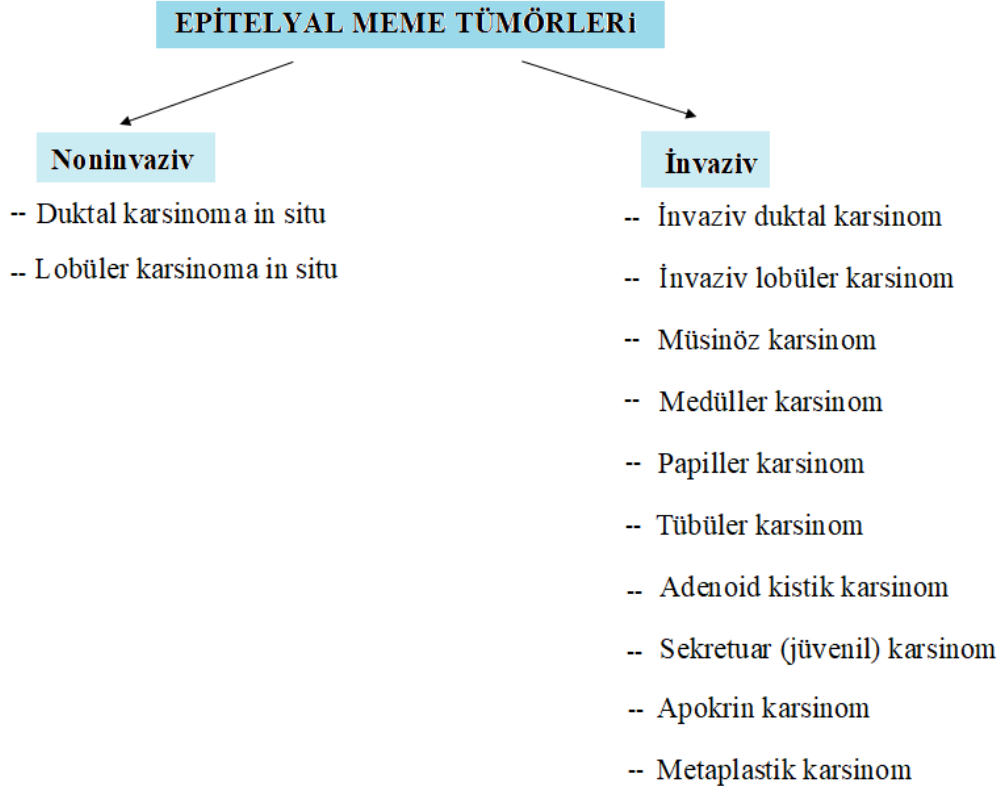 EPİTELYAL MEME TÜMÖRLERi
Noninvaziv
-- Duktal karsinoma in situ
-- Lobüler karsinoma in situ
İnvaziv
-- İnvaziv duktal karsinom
-- İnvaziv lobüler karsinom
-- Müsinöz karsinom
-- Medüller karsinom
-- Papiller karsinom
-- Tübüler karsinom
-- Adenoid kistik karsinom
-- Sekretuar (jüvenil) karsinom
-- Apokrin karsinom
-- Metaplastik karsinom